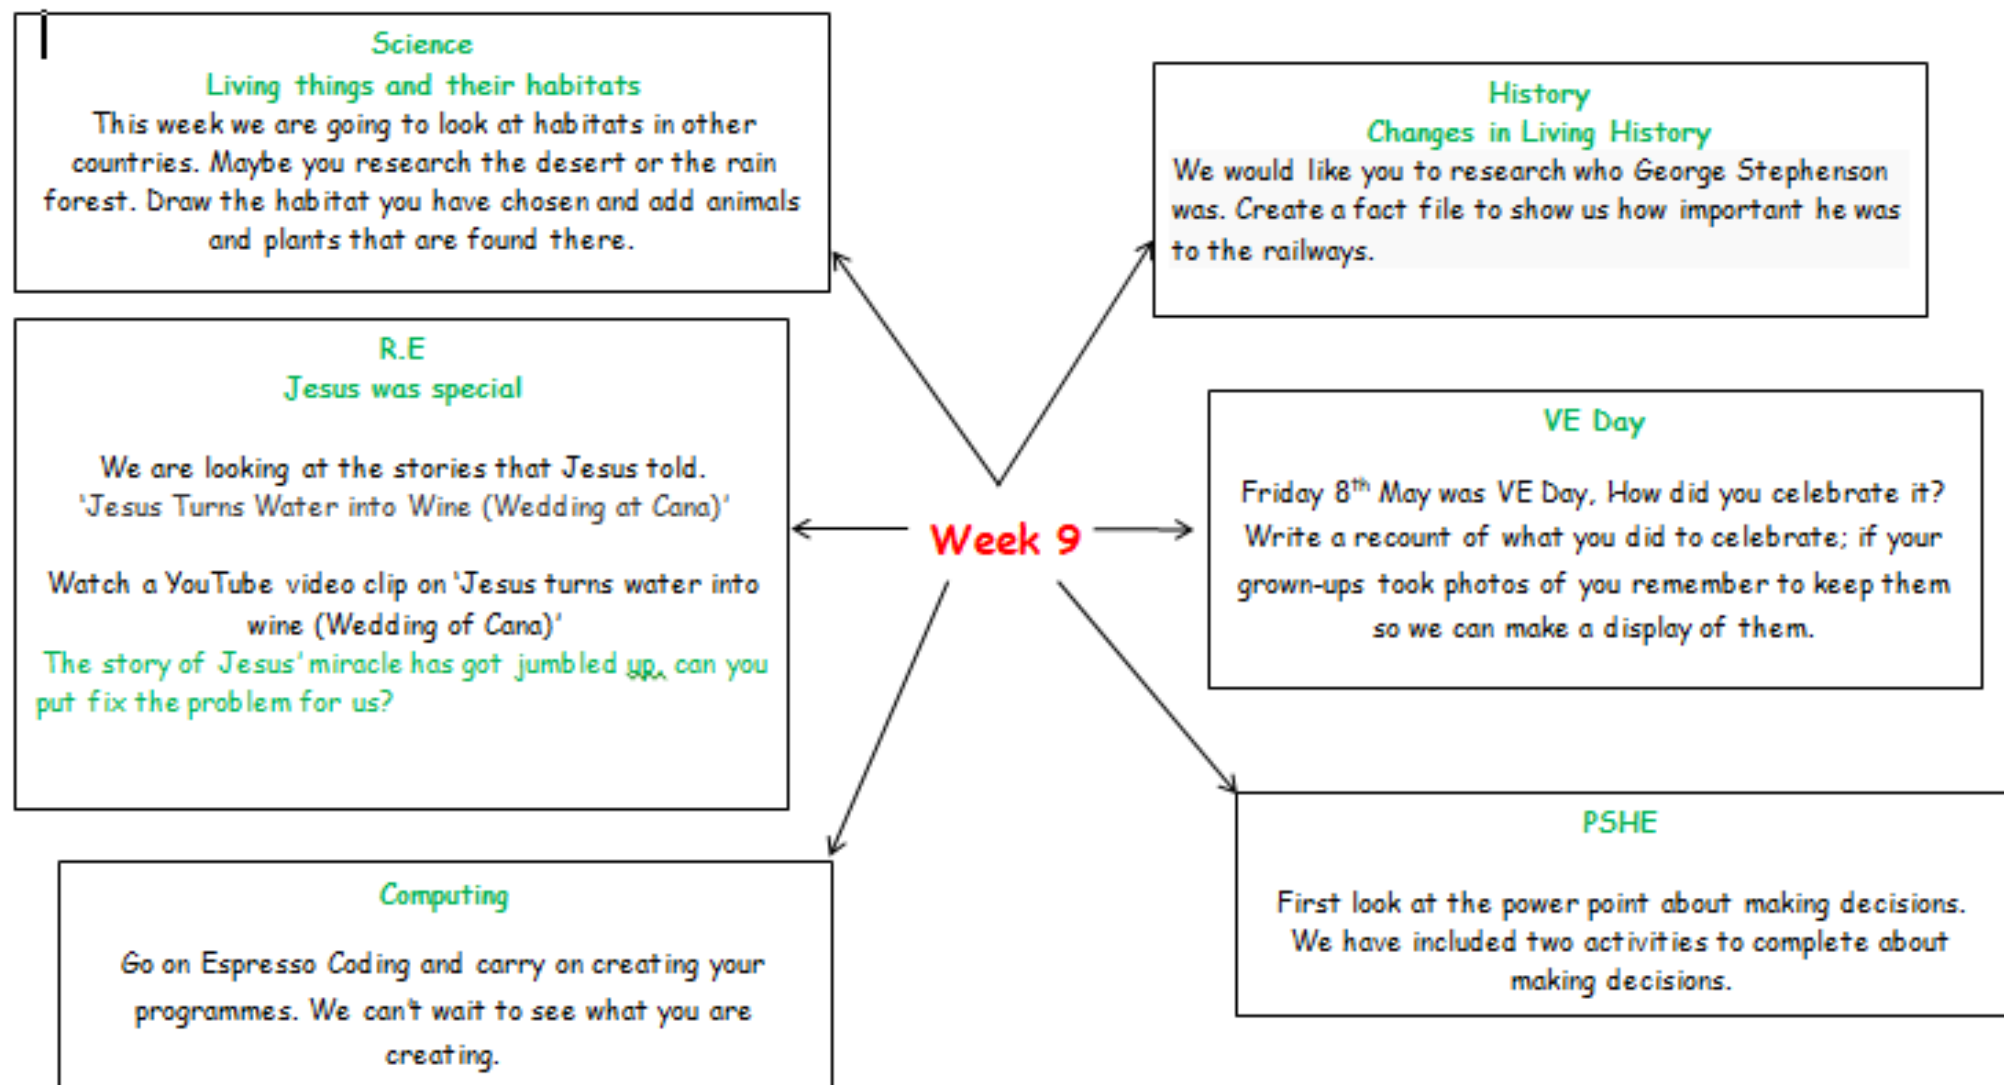 Science
Living things and their habitats
This week we are going to look at habitats in other
countries. Maybe you research the desert or the rain
forest. Draw the habitat you have chosen and add animals
and plants that are found there.
History
Changes in Living History
We would like you to research who George Stephenson
was. Create a fact file to show us how important he was
to the railways.
R.E
Jesus was special
We are looking at the stories that Jesus told.
‘Jesus Turns Water into Wine (Wedding at Cana)’
Watch a YouTube video clip on ‘Jesus turns water into
wine (Wedding of Cana)’
The story of Jesus’ miracle has got jumbled up, can you
put fix the problem for us?
Week 9
VE Day
Friday 8th May was VE Day, How did you celebrate it?
Write a recount of what you did to celebrate; if your
grown-ups took photos of you remember to keep them
so we can make a display of them.
Computing
Go on Espresso Coding and carry on creating your
programmes. We can’t wait to see what you are
creating.
PSHE
First look at the power point about making decisions.
We have included two activities to complete about
making decisions.